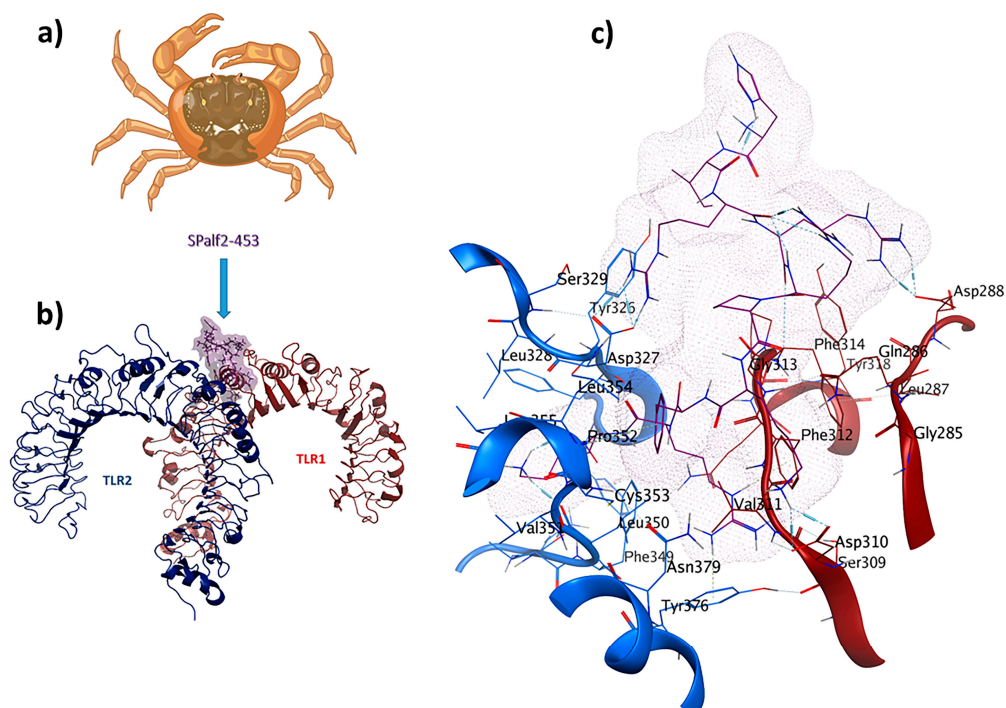 a)
SPalf2-453
b)
TLR2
TLR1
c)
Ser329
Tyr326
Asp288
Phe314
Leu328
Asp327
Gly313
Gln286
Tyr318
Leu354
Leu287
Pro352
Phe312
Gly285
Cys353
Val311
Val351
Leu350
Asp310
Phe349
Asn379
Ser309
Tyr376